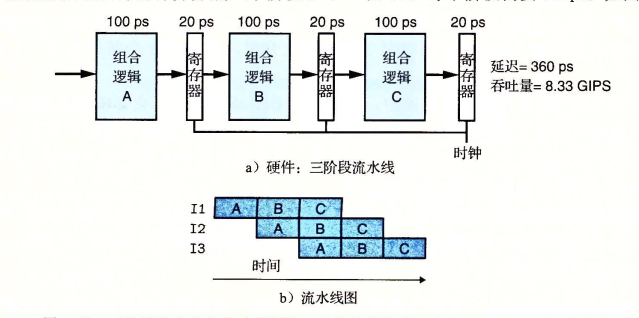 100 ps 20 ps 100 ps 20 ps 100 ps 20 ps
组合逻辑A 寄存器 组合逻辑B 寄存器 组合逻辑C 寄存器
延迟= 360 ps
吞吐量= 8.33 GIPS
时钟
a）硬件：三阶段流水线
I1 A B C
I2 A B C
I3 A B C
时间
b）流水线图